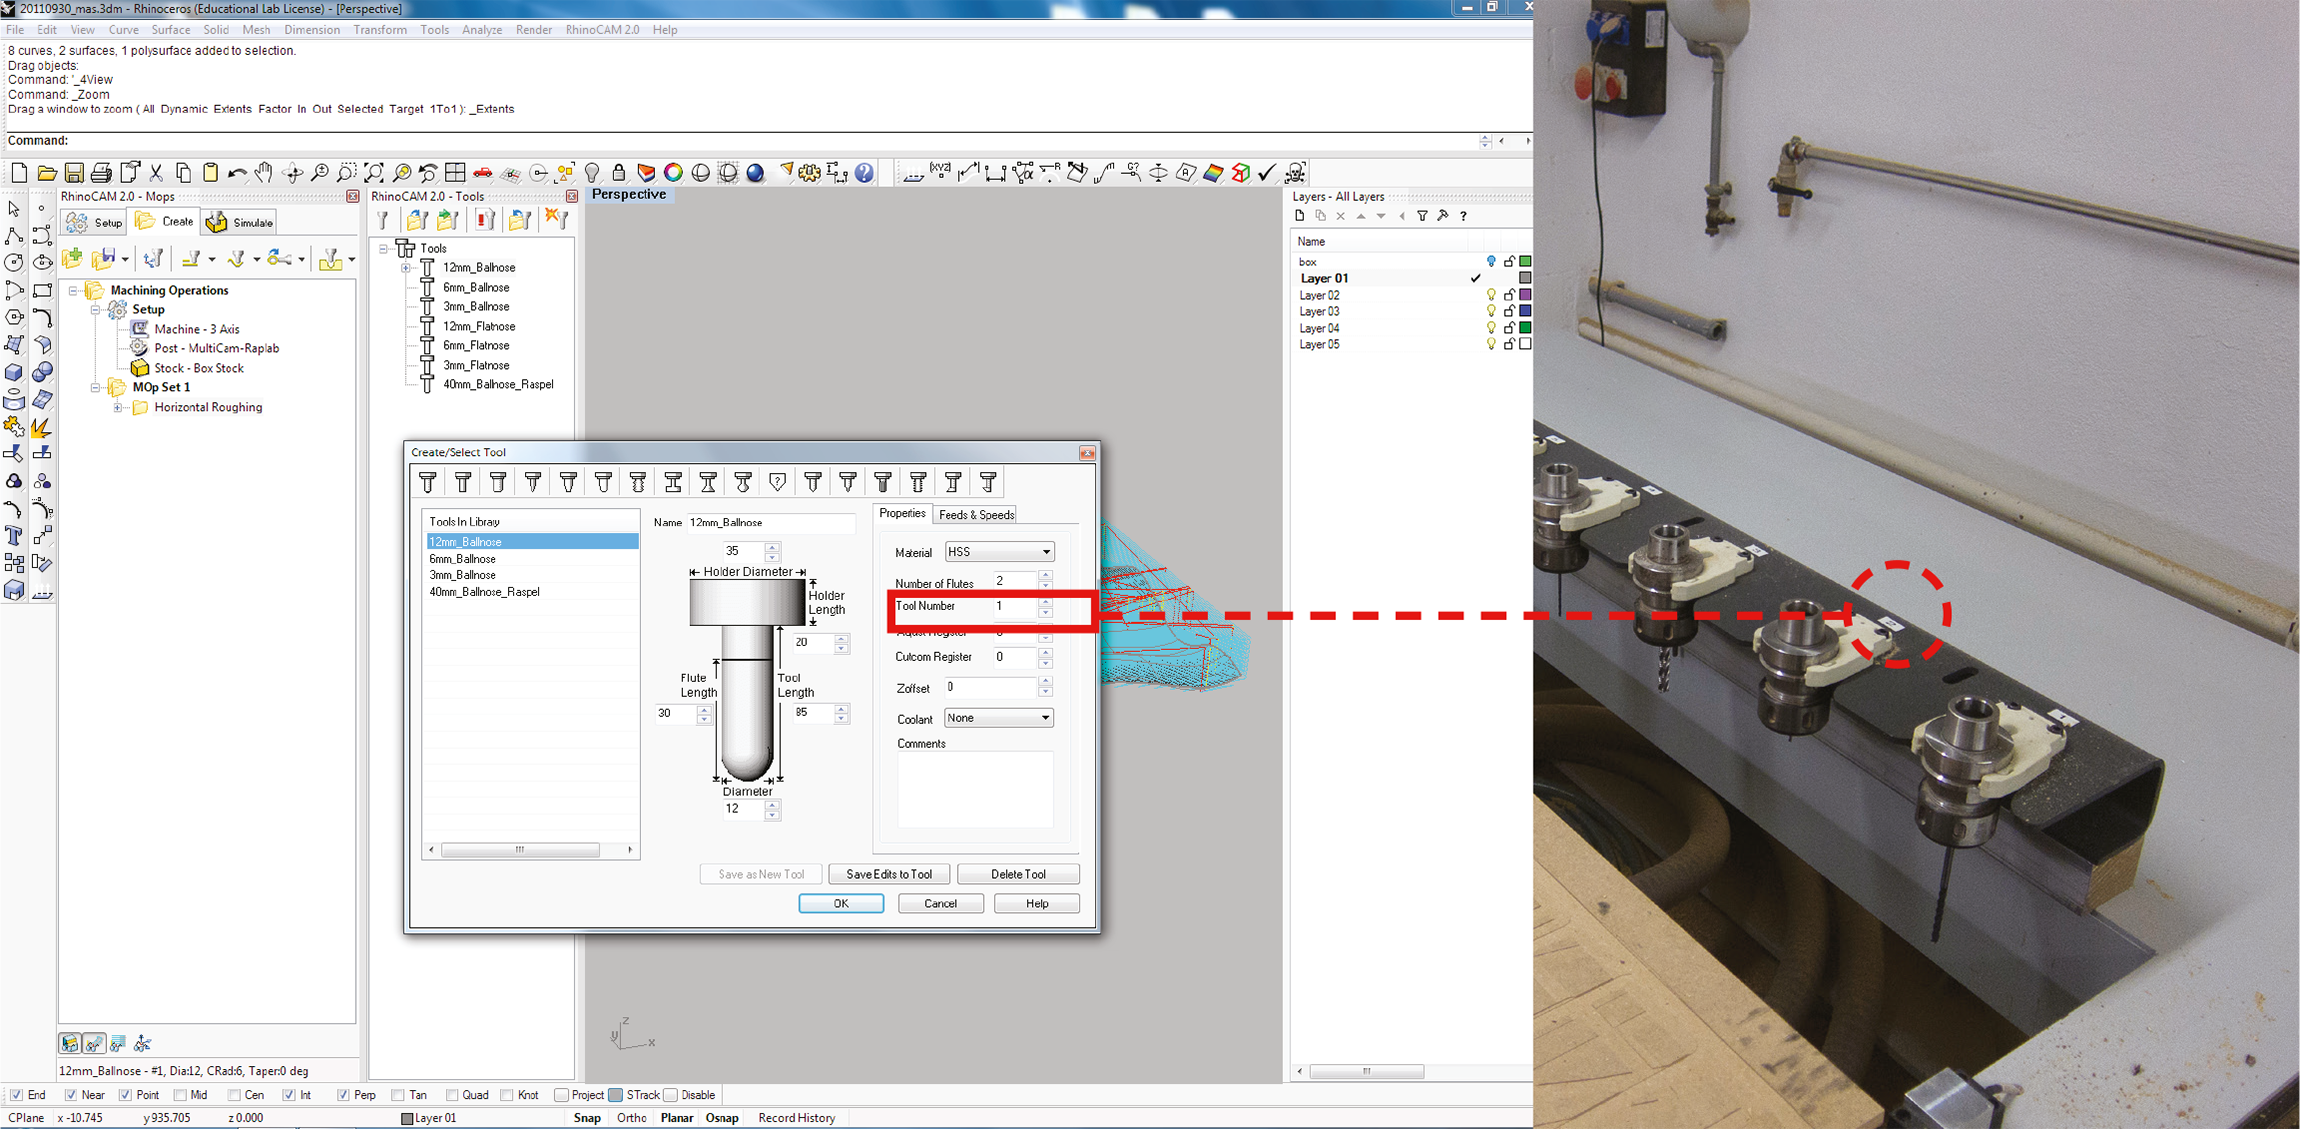 20110930_mas.3dm - Rhinoceros (Educational Lab License) - [Perspective]
File Edit View Curve Surface Solid Mesh Dimension Transform Tools Analyze Render RhinoCAM 2.0 Help
8 curves, 2 surfaces, 1 polysurface added to selection.
Drag objects:
Command: '_4View
Command: _Zoom
Drag a window to zoom ( All Dynamic Extents Factor In Out Selected Target 1To1 ): _Extents
Command:
RhinoCAM 2.0 - Mops
Setup Create Simulate
Machining Operations
Setup
Machine - 3 Axis
Post - MultiCam-Raplab
Stock - Box Stock
MOp Set 1
Horizontal Roughing
12mm_Ballnose - #1, Dia:12, CRad:6, Taper:0 deg
RhinoCAM 2.0 - Tools
Tools
12mm_Ballnose
6mm_Ballnose
3mm_Ballnose
12mm_Flatnose
6mm_Flatnose
3mm_Flatnose
40mm_Ballnose_Raspel
Perspective
z
y
x
Create/Select Tool
Tools In Library
12mm_Ballnose
6mm_Ballnose
3mm_Ballnose
40mm_Ballnose_Raspel
Name 12mm_Ballnose
35
Holder Diameter
Holder
Length
20
Flute
Length
30
Tool
Length
85
Diameter
12
Properties Feeds & Speeds
Material HSS
Number of Flutes 2
Tool Number 1
Adjust Register
Cutcom Register 0
Zoffset 0
Coolant None
Comments
Save as New Tool Save Edits to Tool Delete Tool
OK Cancel Help
Layers - All Layers
Name
box
Layer 01
Layer 02
Layer 03
Layer 04
Layer 05
End Near Point Mid Cen Int Perp Tan Quad Knot Project STrack Disable
CPlane x -10.745 y 935.705 z 0.000 Layer 01 Snap Ortho Planar Osnap Record History
1